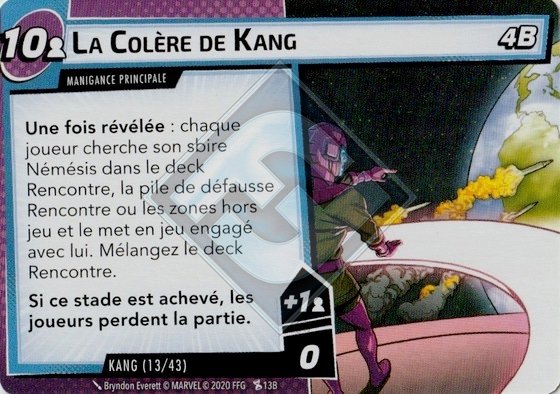 10 LA COLÈRE DE KANG 4B
MANIGANCE PRINCIPALE
Une fois révélée : chaque
joueur cherche son sbire
Némésis dans le deck
Rencontre, la pile de défausse
Rencontre ou les zones hors
jeu et le met en jeu engagé
avec lui. Mélangez le deck
Rencontre.
Si ce stade est achevé, les
joueurs perdent la partie.
+1
0
KANG (13/43)
Bryndon Everett © MARVEL © 2020 FFG 13B